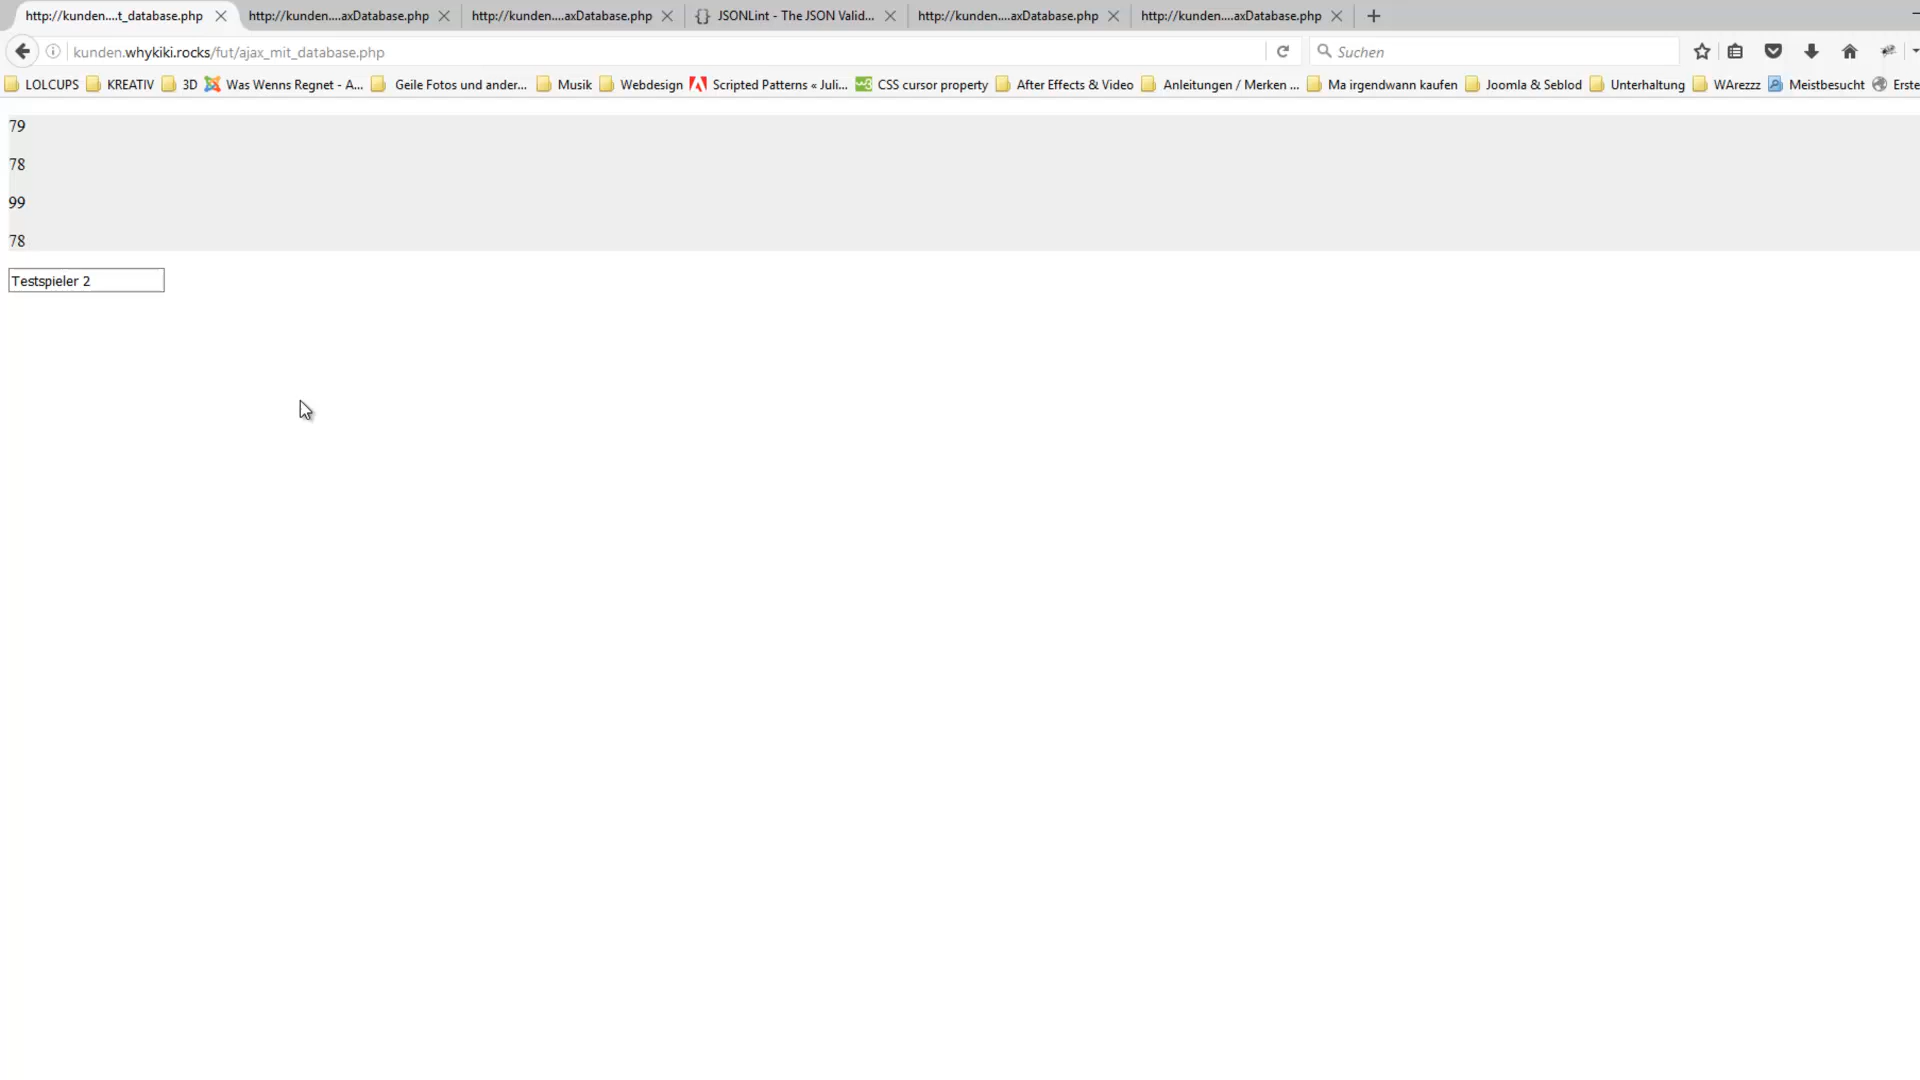 http://kunden....t_database.php http://kunden....axDatabase.php http://kunden....axDatabase.php JSONLint - The JSON Valid... http://kunden....axDatabase.php http://kunden....axDatabase.php
kunden.whykiki.rocks/fut/ajax_mit_database.php Suchen
LOLCUPS KREATIV 3D Was Wenns Regnet - A... Geile Fotos und ander... Musik Webdesign Scripted Patterns « Juli... CSS cursor property After Effects & Video Anleitungen / Merken ... Ma irgendwann kaufen Joomla & Seblod Unterhaltung WArezzz Meistbesucht Erste
79
78
99
78
Testspieler 2